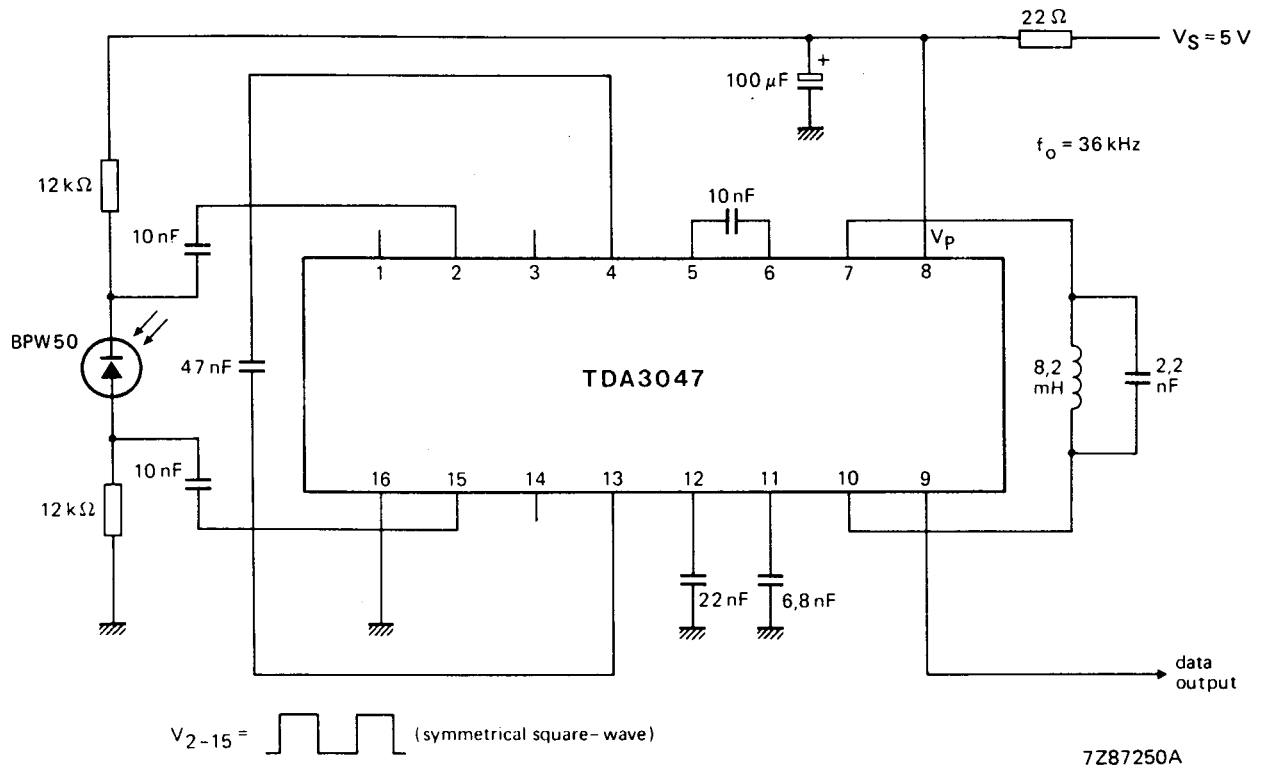 22 Ω
V_S = 5 V
+
100 µF
f_o = 36 kHz
12 kΩ
10 nF
10 nF
V_P
1 2 3 4 5 6 7 8
BPW50
47 nF
TDA3047
8,2
mH
2,2
nF
10 nF
12 kΩ
16 15 14 13 12 11 10 9
22 nF
6,8 nF
data
output
V_2-15 =
(symmetrical square-wave)
7Z87250A